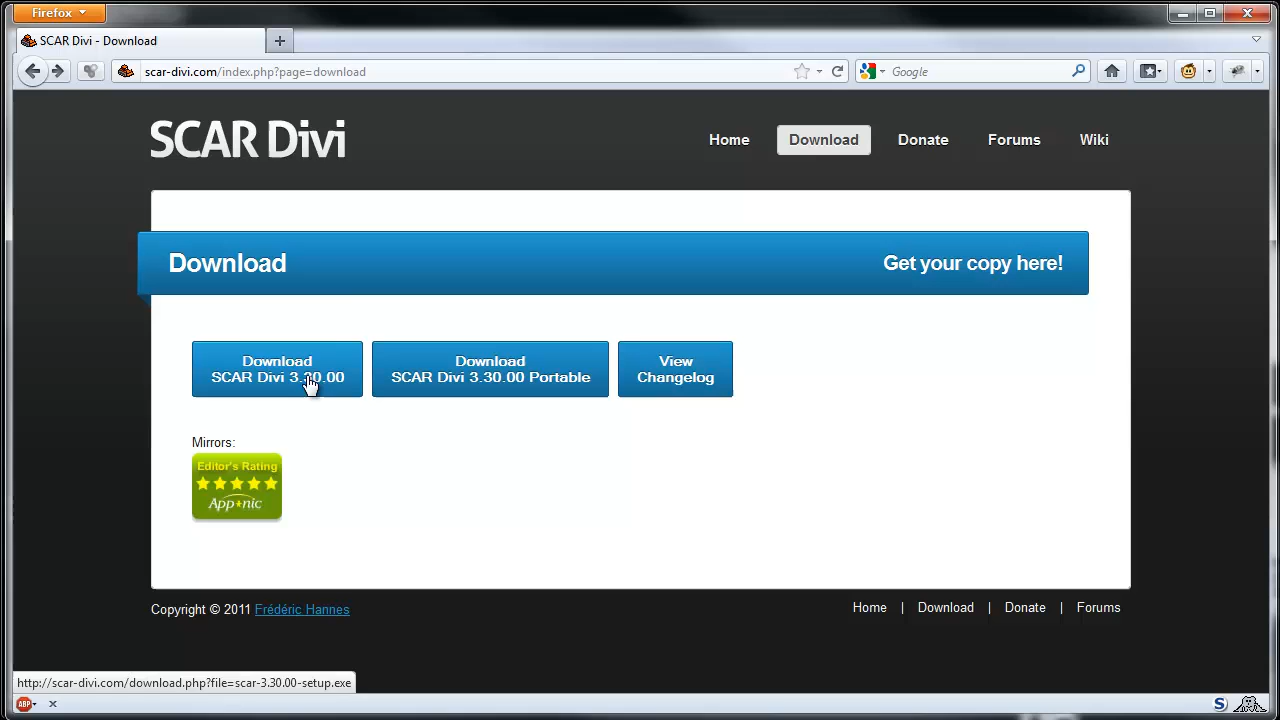 Firefox
SCAR Divi - Download
scar-divi.com/index.php?page=download
Google
SCAR Divi
Home
Download
Donate
Forums
Wiki
Download
Get your copy here!
Download
SCAR Divi 3.30.00
Download
SCAR Divi 3.30.00 Portable
View
Changelog
Mirrors:
Editor's Rating
App nic
Copyright © 2011 Frédéric Hannes
Home | Download | Donate | Forums
http://scar-divi.com/download.php?file=scar-3.30.00-setup.exe
ABP
S